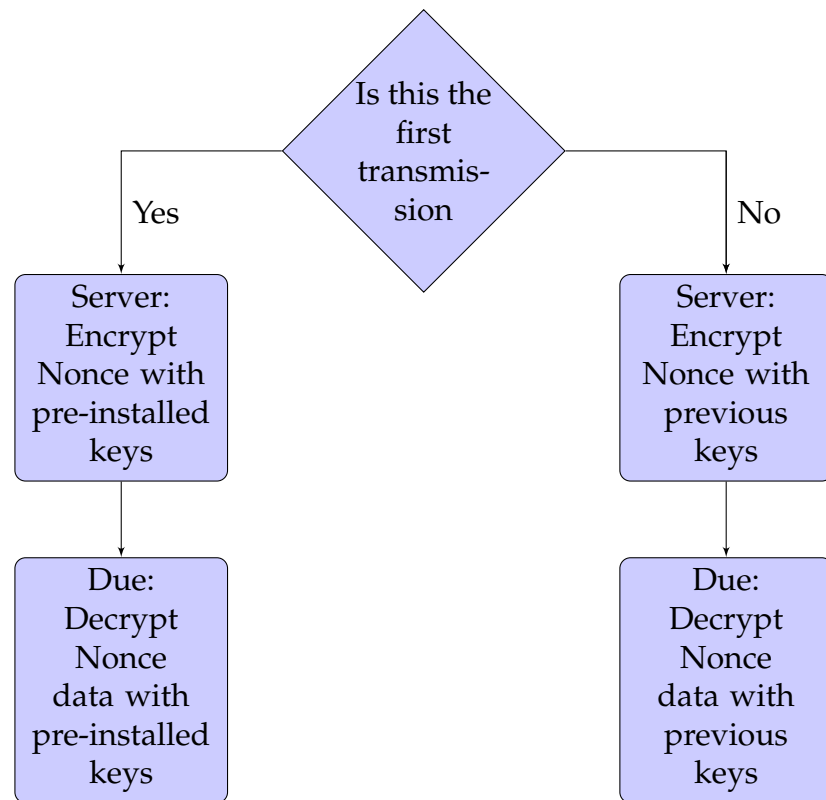 Is this the
first
transmis-
sion
Yes
No
Server:
Encrypt
Nonce with
pre-installed
keys
Server:
Encrypt
Nonce with
previous
keys
Due:
Decrypt
Nonce
data with
pre-installed
keys
Due:
Decrypt
Nonce
data with
previous
keys